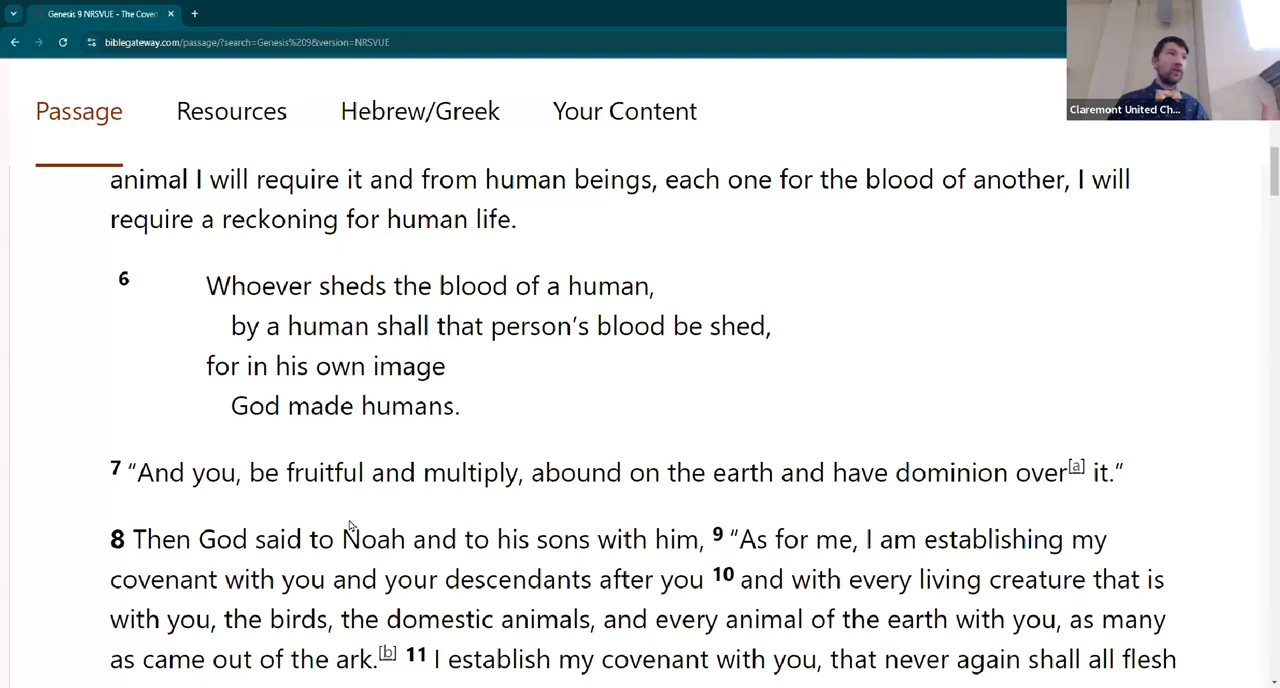 Genesis 9 NRSVUE - The Coven
biblegateway.com/passage/?search=Genesis%209&version=NRSVUE
Claremont United Ch...
Passage Resources Hebrew/Greek Your Content
animal I will require it and from human beings, each one for the blood of another, I will
require a reckoning for human life.
6 Whoever sheds the blood of a human,
by a human shall that person’s blood be shed,
for in his own image
God made humans.
7 “And you, be fruitful and multiply, abound on the earth and have dominion over[a] it.”
8 Then God said to Noah and to his sons with him, 9 “As for me, I am establishing my
covenant with you and your descendants after you 10 and with every living creature that is
with you, the birds, the domestic animals, and every animal of the earth with you, as many
as came out of the ark.[b] 11 I establish my covenant with you, that never again shall all flesh